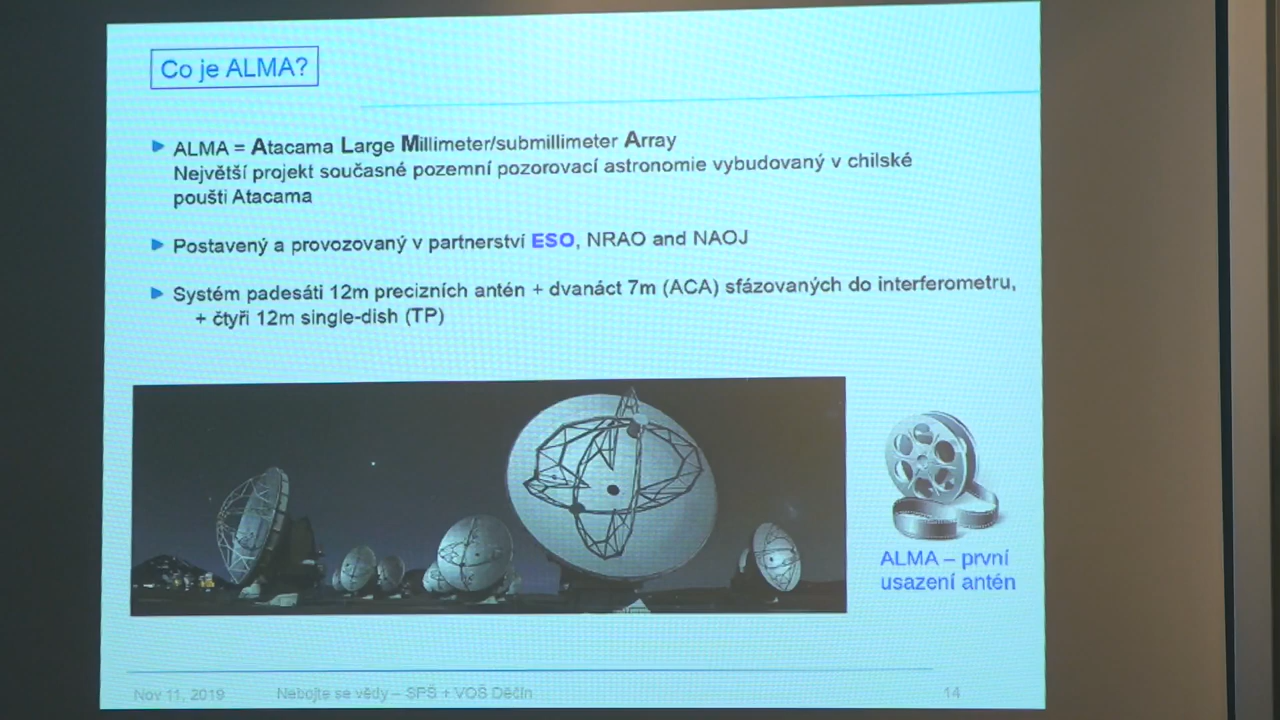 Co je ALMA?
ALMA = Atacama Large Millimeter/submillimeter Array
Největší projekt současné pozemní pozorovací astronomie vybudovaný v chilské
poušti Atacama
Postavený a provozovaný v partnerství ESO, NRAO and NAOJ
Systém padesáti 12m precizních antén + dvanáct 7m (ACA) sfázovaných do interferometru,
+ čtyři 12m single-dish (TP)
ALMA – první
usazení antén
Nov 11, 2019 Nebojte se vědy – SPŠ + VOŠ Děčín 14